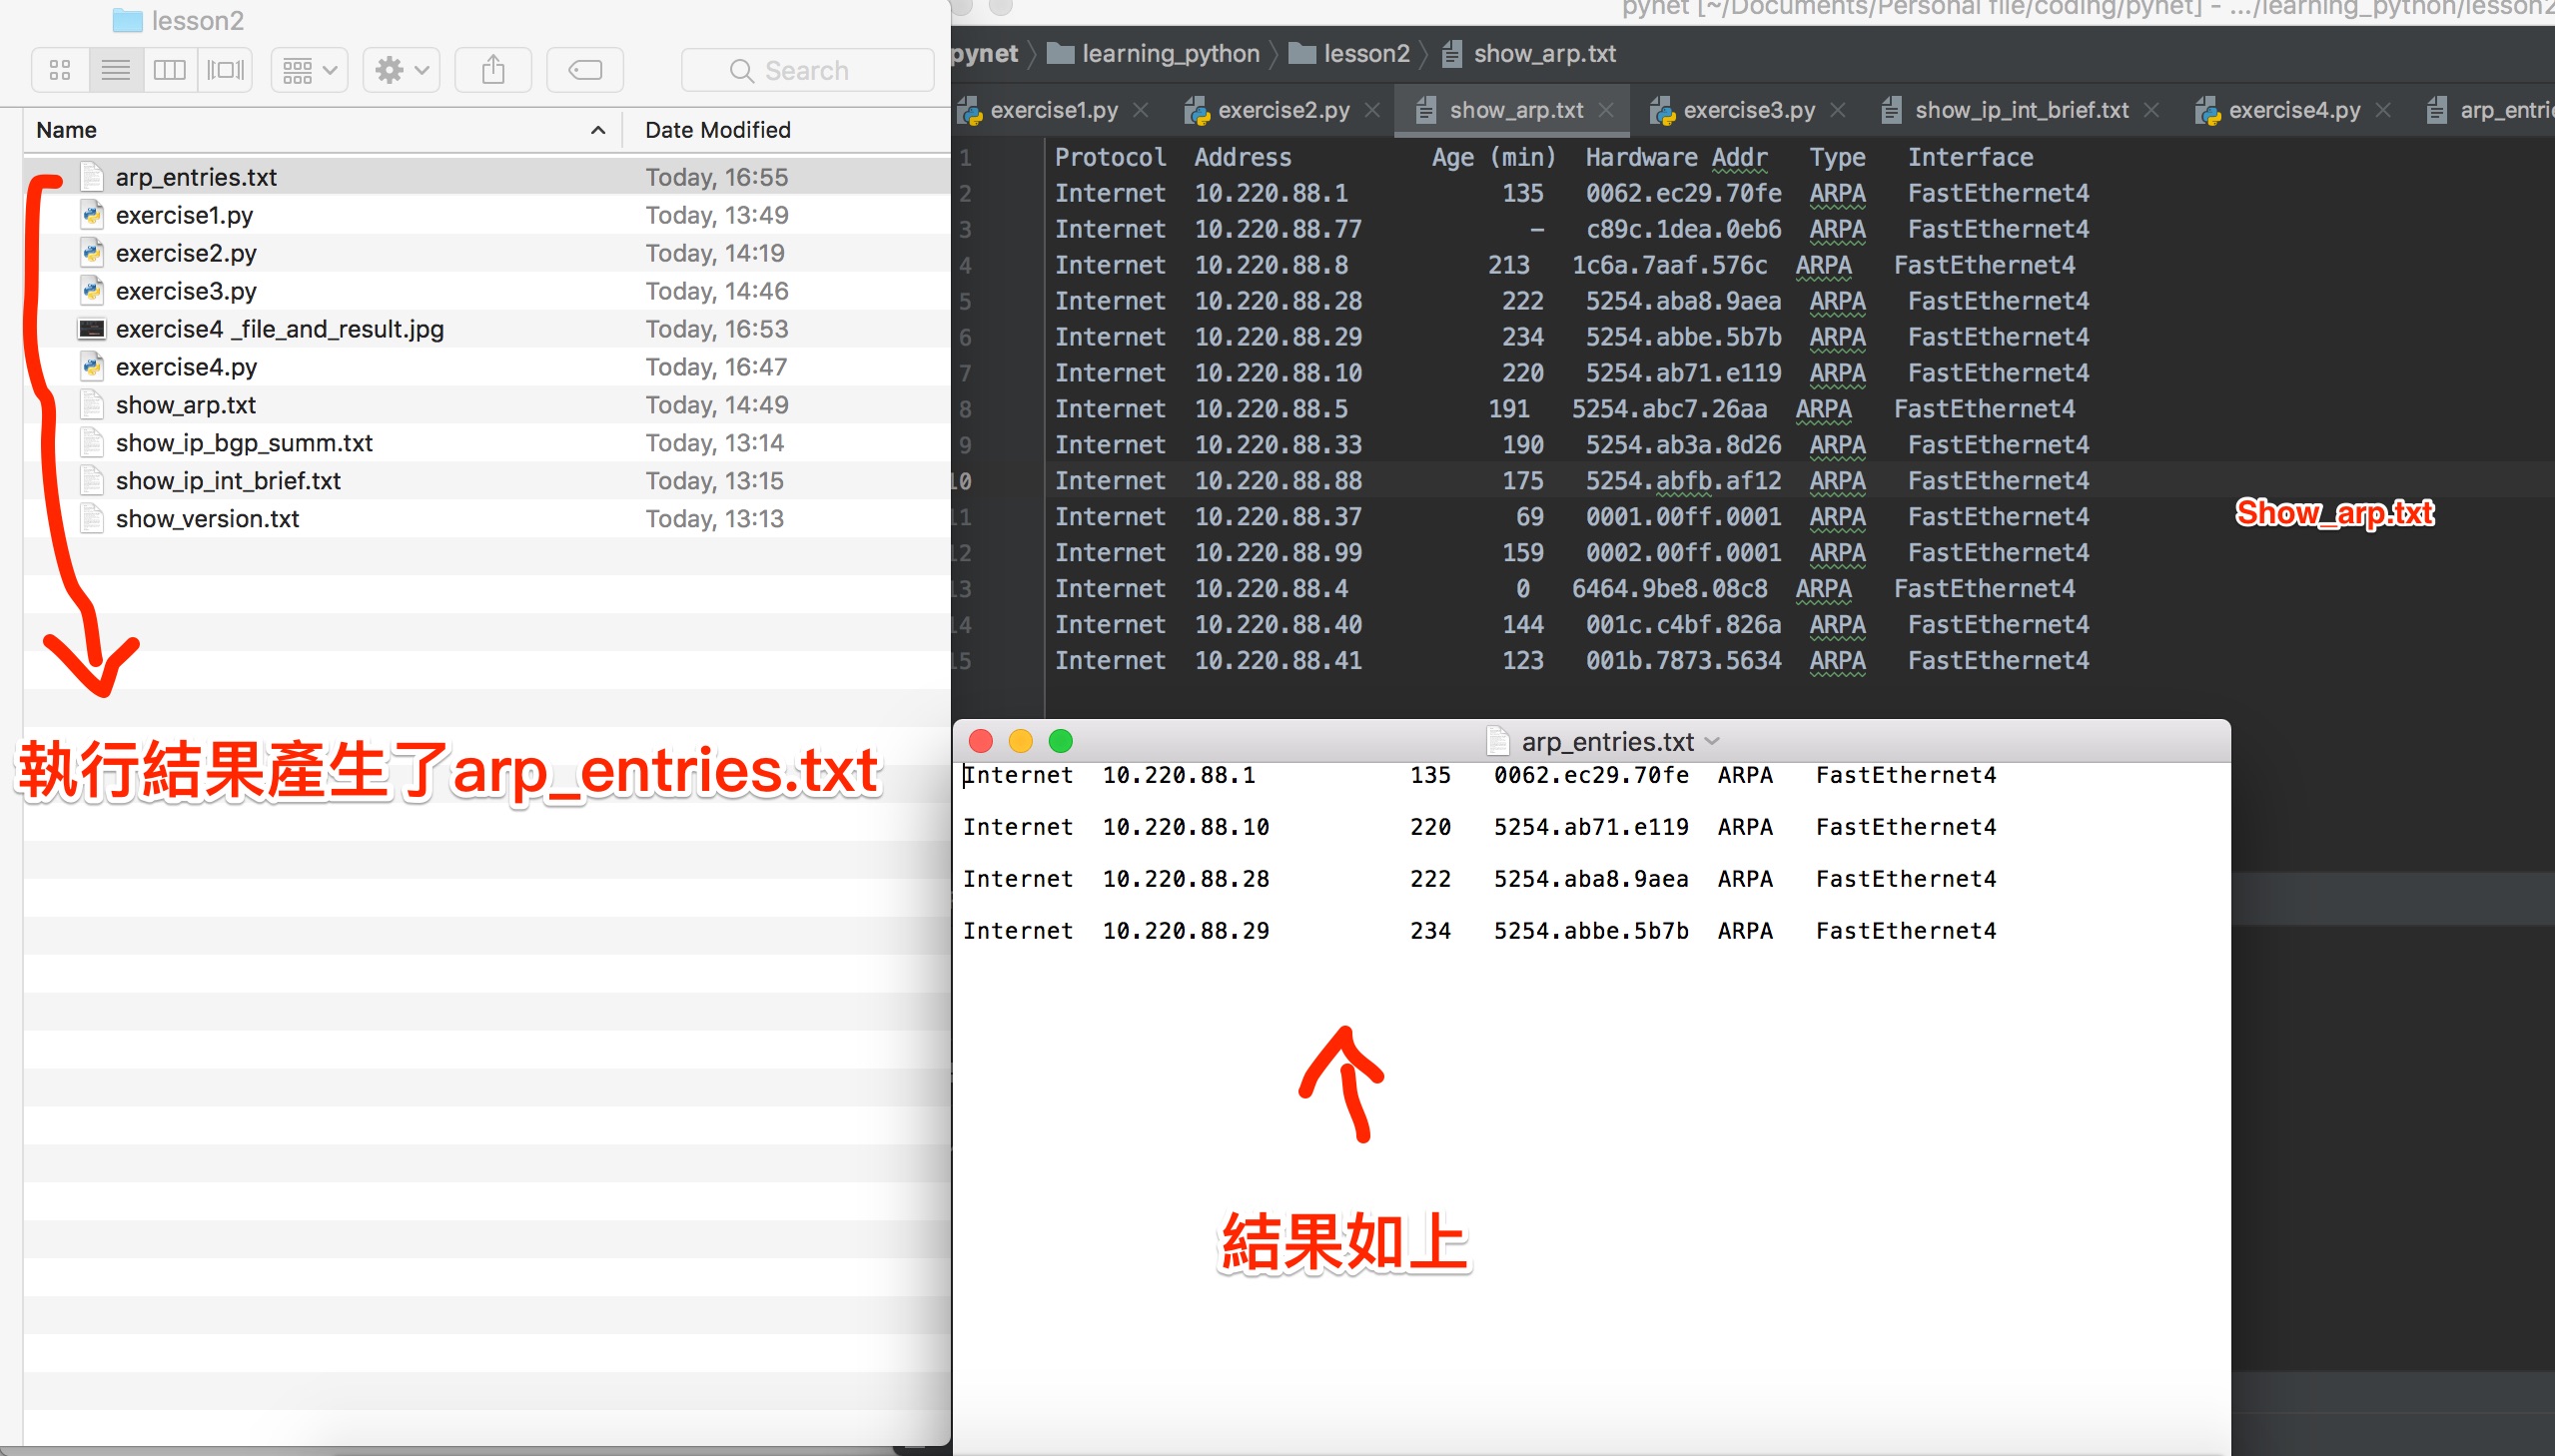 lesson2
Search
Name Date Modified
arp_entries.txt Today, 16:55
exercise1.py Today, 13:49
exercise2.py Today, 14:19
exercise3.py Today, 14:46
exercise4 _file_and_result.jpg Today, 16:53
exercise4.py Today, 16:47
show_arp.txt Today, 14:49
show_ip_bgp_summ.txt Today, 13:14
show_ip_int_brief.txt Today, 13:15
show_version.txt Today, 13:13
執行結果產生了arp_entries.txt
pynet [~/Documents/Personal file/coding/pynet] - .../learning_python/lesson2
pynet learning_python lesson2 show_arp.txt
exercise1.py exercise2.py show_arp.txt exercise3.py show_ip_int_brief.txt exercise4.py arp_entri
1 Protocol Address Age (min) Hardware Addr Type Interface
2 Internet 10.220.88.1 135 0062.ec29.70fe ARPA FastEthernet4
3 Internet 10.220.88.77 - c89c.1dea.0eb6 ARPA FastEthernet4
4 Internet 10.220.88.8 213 1c6a.7aaf.576c ARPA FastEthernet4
5 Internet 10.220.88.28 222 5254.aba8.9aea ARPA FastEthernet4
6 Internet 10.220.88.29 234 5254.abbe.5b7b ARPA FastEthernet4
7 Internet 10.220.88.10 220 5254.ab71.e119 ARPA FastEthernet4
8 Internet 10.220.88.5 191 5254.abc7.26aa ARPA FastEthernet4
9 Internet 10.220.88.33 190 5254.ab3a.8d26 ARPA FastEthernet4
10 Internet 10.220.88.88 175 5254.abfb.af12 ARPA FastEthernet4
11 Internet 10.220.88.37 69 0001.00ff.0001 ARPA FastEthernet4
12 Internet 10.220.88.99 159 0002.00ff.0001 ARPA FastEthernet4
13 Internet 10.220.88.4 0 6464.9be8.08c8 ARPA FastEthernet4
14 Internet 10.220.88.40 144 001c.c4bf.826a ARPA FastEthernet4
15 Internet 10.220.88.41 123 001b.7873.5634 ARPA FastEthernet4
Show_arp.txt
arp_entries.txt
Internet 10.220.88.1 135 0062.ec29.70fe ARPA FastEthernet4
Internet 10.220.88.10 220 5254.ab71.e119 ARPA FastEthernet4
Internet 10.220.88.28 222 5254.aba8.9aea ARPA FastEthernet4
Internet 10.220.88.29 234 5254.abbe.5b7b ARPA FastEthernet4
結果如上